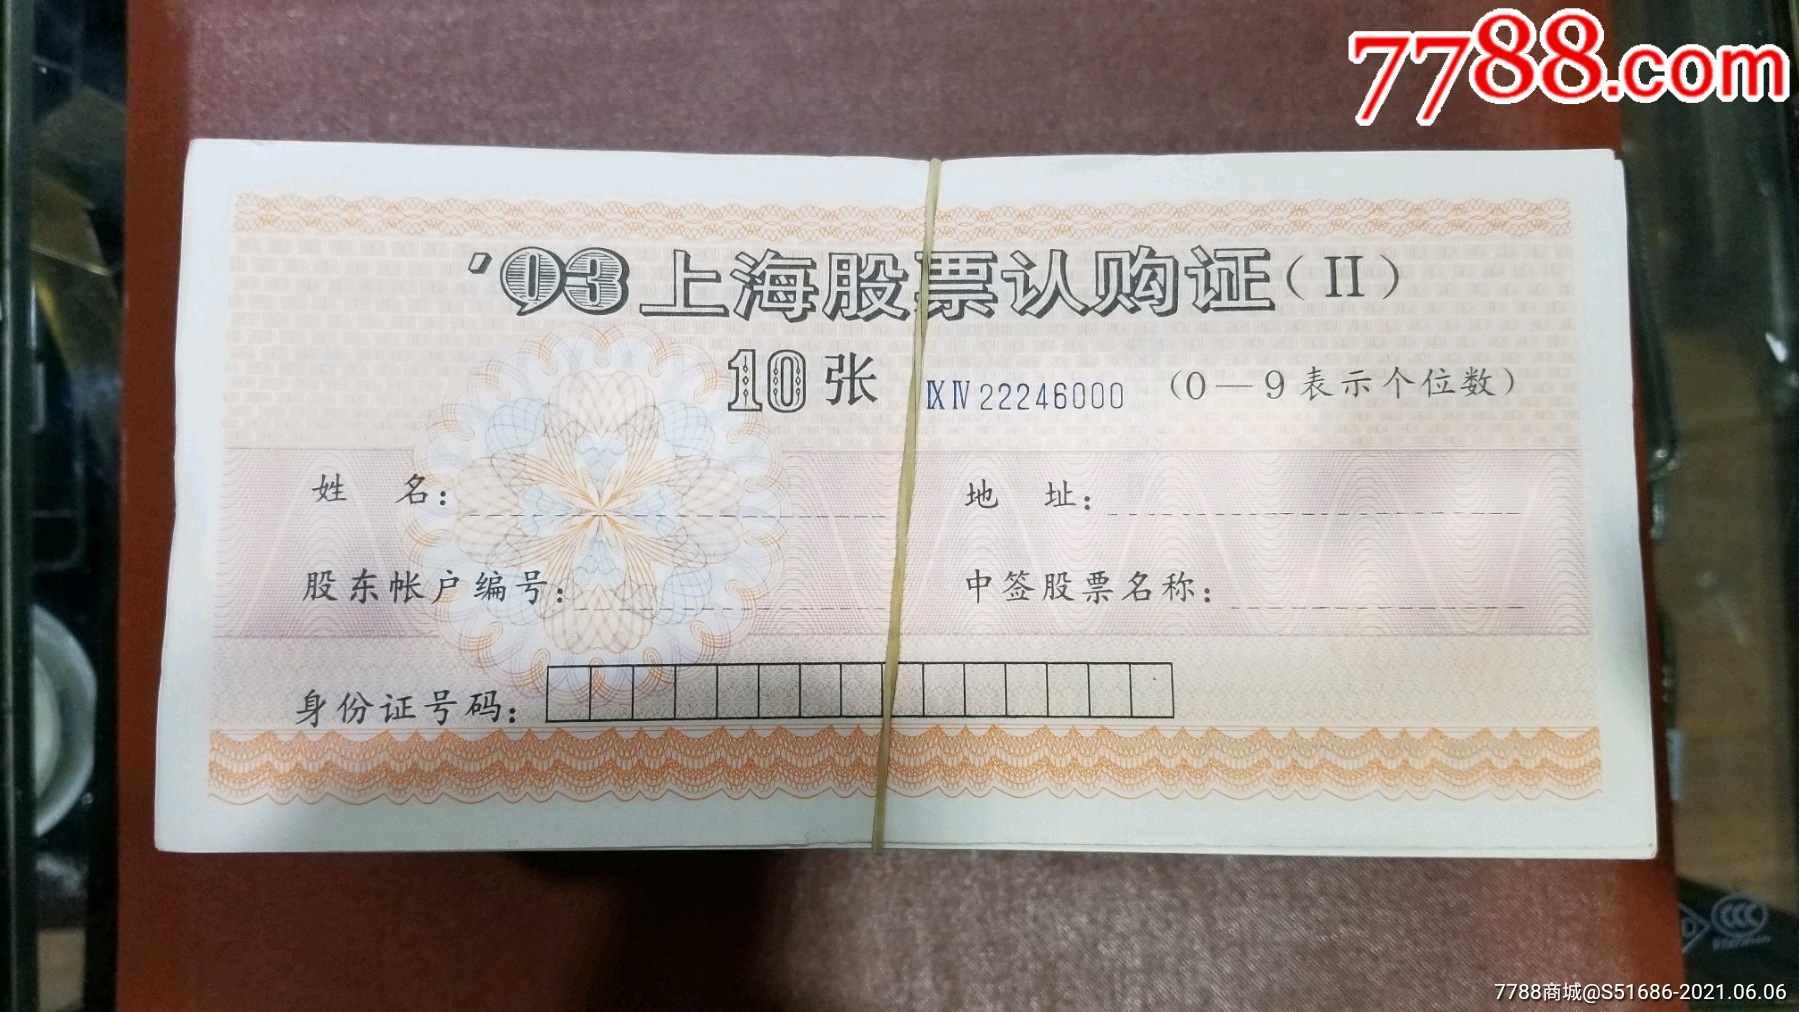 7788.com
'93上海股票认购证(II)
10张 ⅨⅣ22246000 (0—9表示个位数)
姓 名: 地 址:
股东帐户编号: 中签股票名称:
身份证号码:
7788商城@S51686-2021.06.06